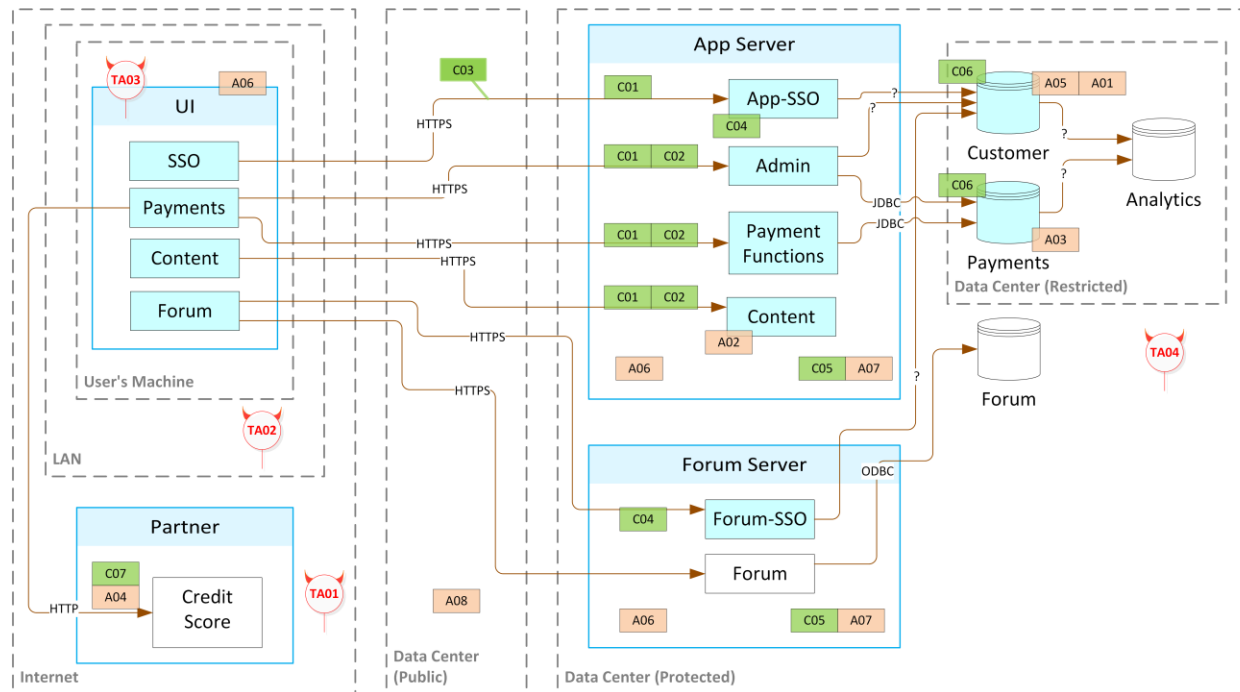 TA03
A06
UI
SSO
Payments
Content
Forum
User's Machine
TA02
LAN
Partner
C07
A04
Credit
Score
HTTP
TA01
Internet
C03
HTTPS
HTTPS
HTTPS
HTTPS
HTTPS
HTTPS
A08
Data Center
(Public)
App Server
C01
App-SSO
C04
C01
C02
Admin
C01
C02
Payment
Functions
C01
C02
Content
A02
A06
C05
A07
?
?
JDBC
JDBC
?
Forum Server
C04
Forum-SSO
Forum
ODBC
A06
C05
A07
C06
A05
A01
Customer
?
?
Analytics
C06
A03
Payments
Data Center (Restricted)
Forum
TA04
Data Center (Protected)